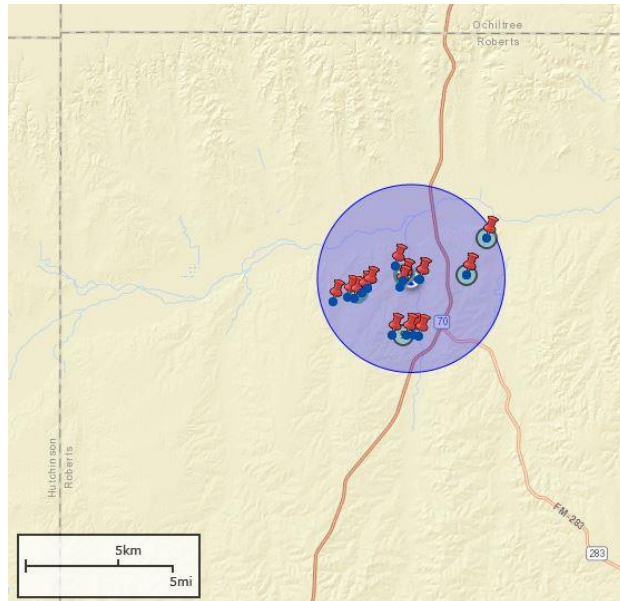 Ochiltree
Roberts
70
Hutchinson
Roberts
FM-283
283
5km
5mi